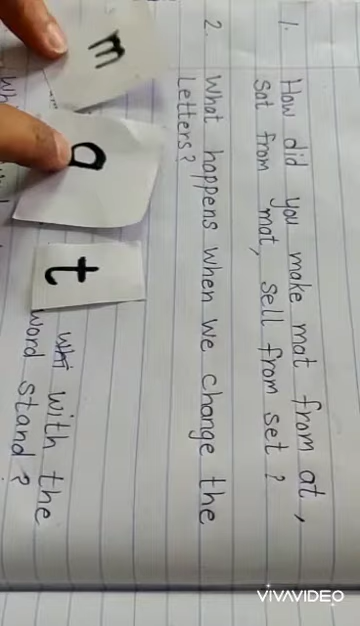 1. How did you make mat from at,
sat from mat, sell from set?
2. What happens when we change the
Letters?
m a t
with the
word stand?
VIVAVIDEO